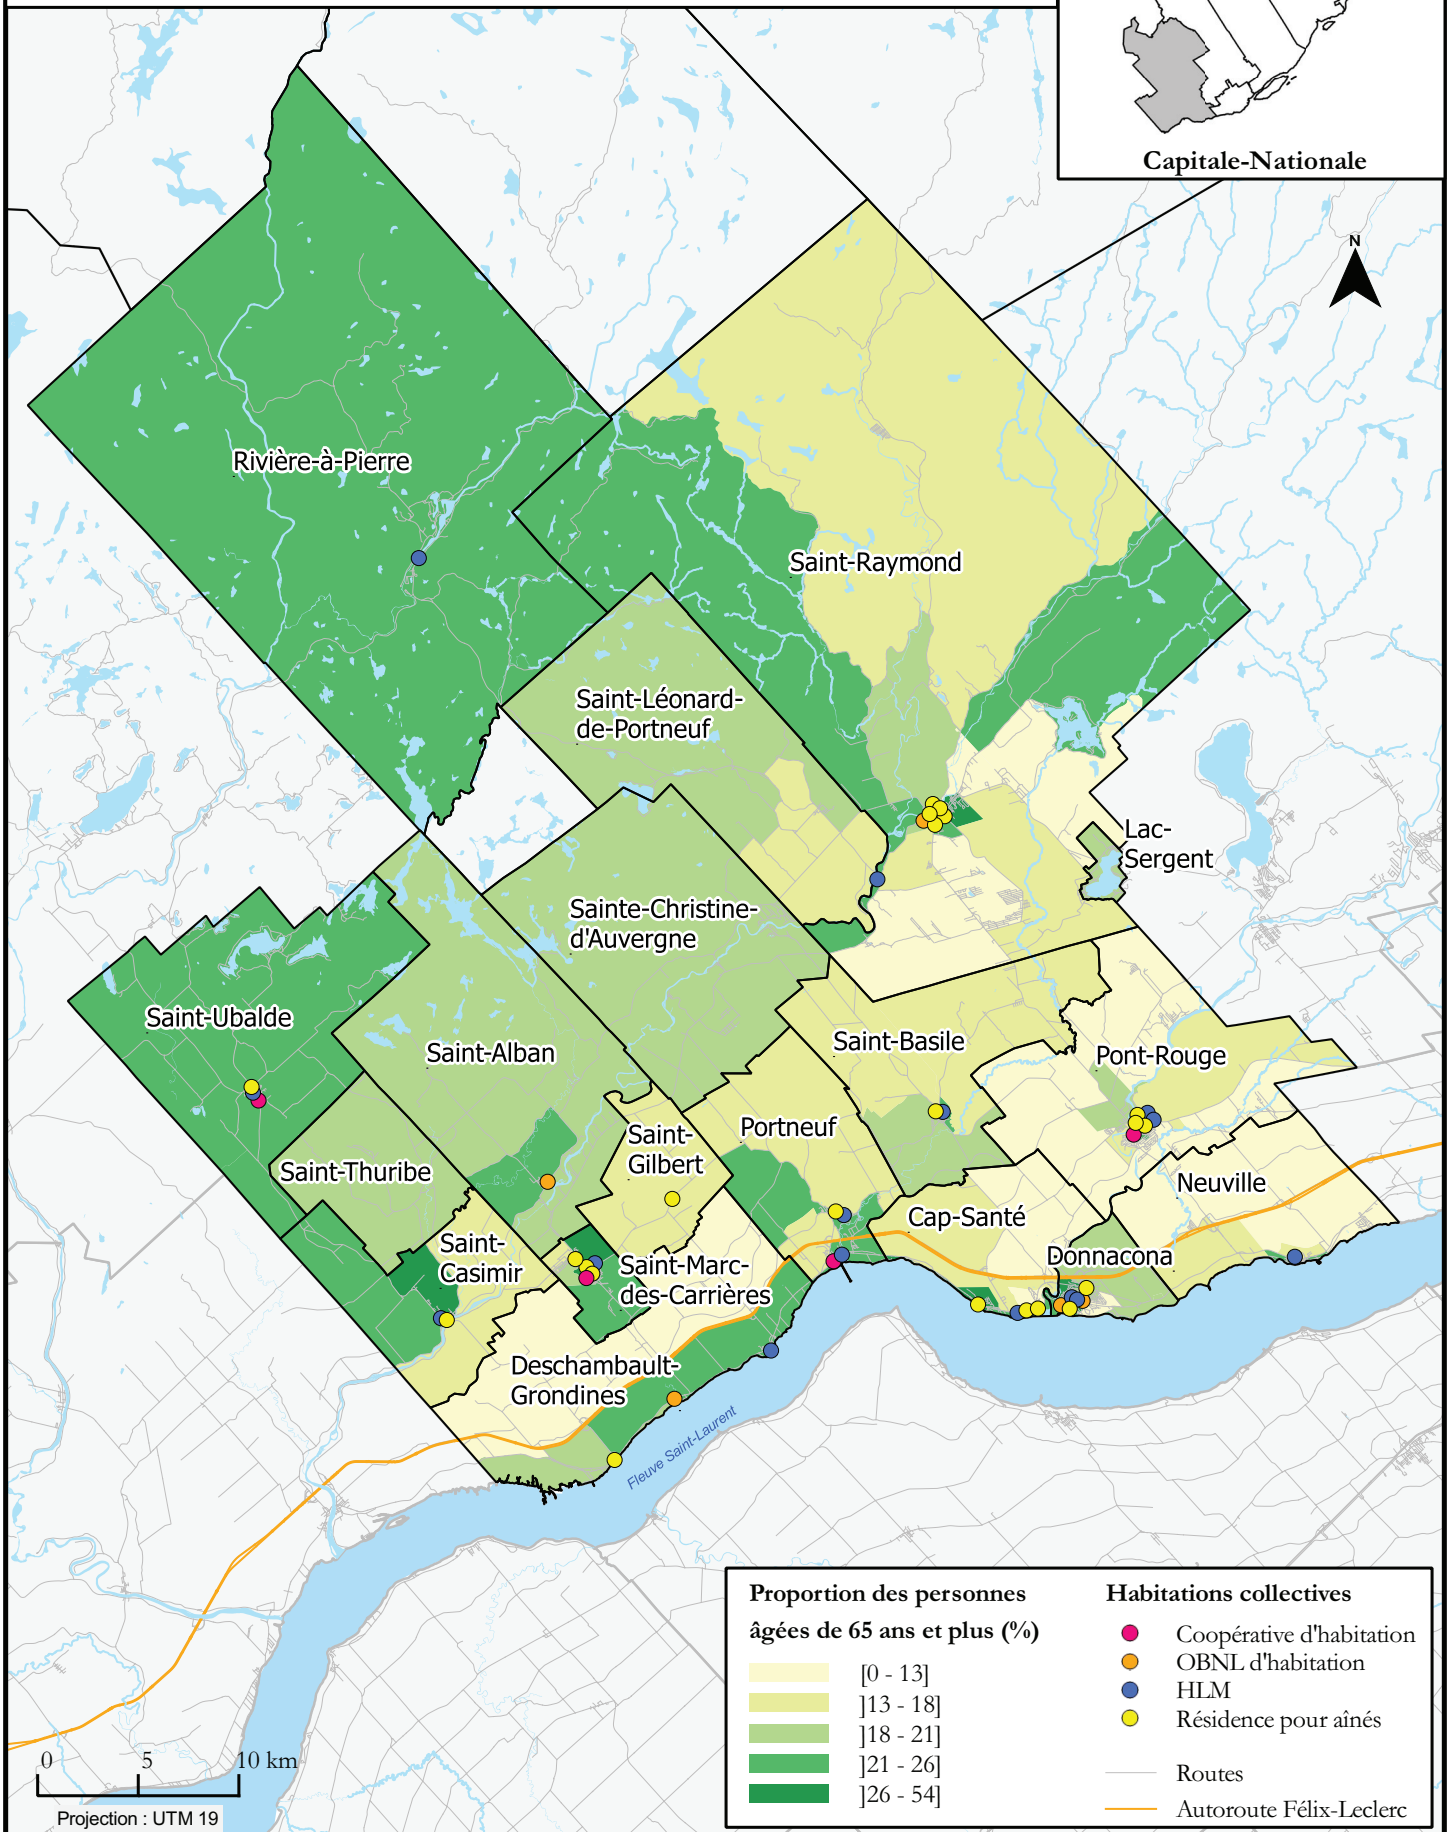 Capitale-Nationale
N
Rivière-à-Pierre
Saint-Raymond
Saint-Léonard-
de-Portneuf
Lac-
Sergent
Sainte-Christine-
d'Auvergne
Saint-Ubalde
Saint-Alban
Saint-Basile
Pont-Rouge
Saint-Thuribe
Saint-
Gilbert
Portneuf
Neuville
Cap-Santé
Saint-
Casimir
Donnacona
Saint-Marc-
des-Carrières
Deschambault-
Grondines
Fleuve Saint-Laurent
Proportion des personnes
âgées de 65 ans et plus (%)
[0 - 13]
]13 - 18]
]18 - 21]
]21 - 26]
]26 - 54]
Habitations collectives
Coopérative d'habitation
OBNL d'habitation
HLM
Résidence pour aînés
Routes
Autoroute Félix-Leclerc
0 5 10 km
Projection : UTM 19